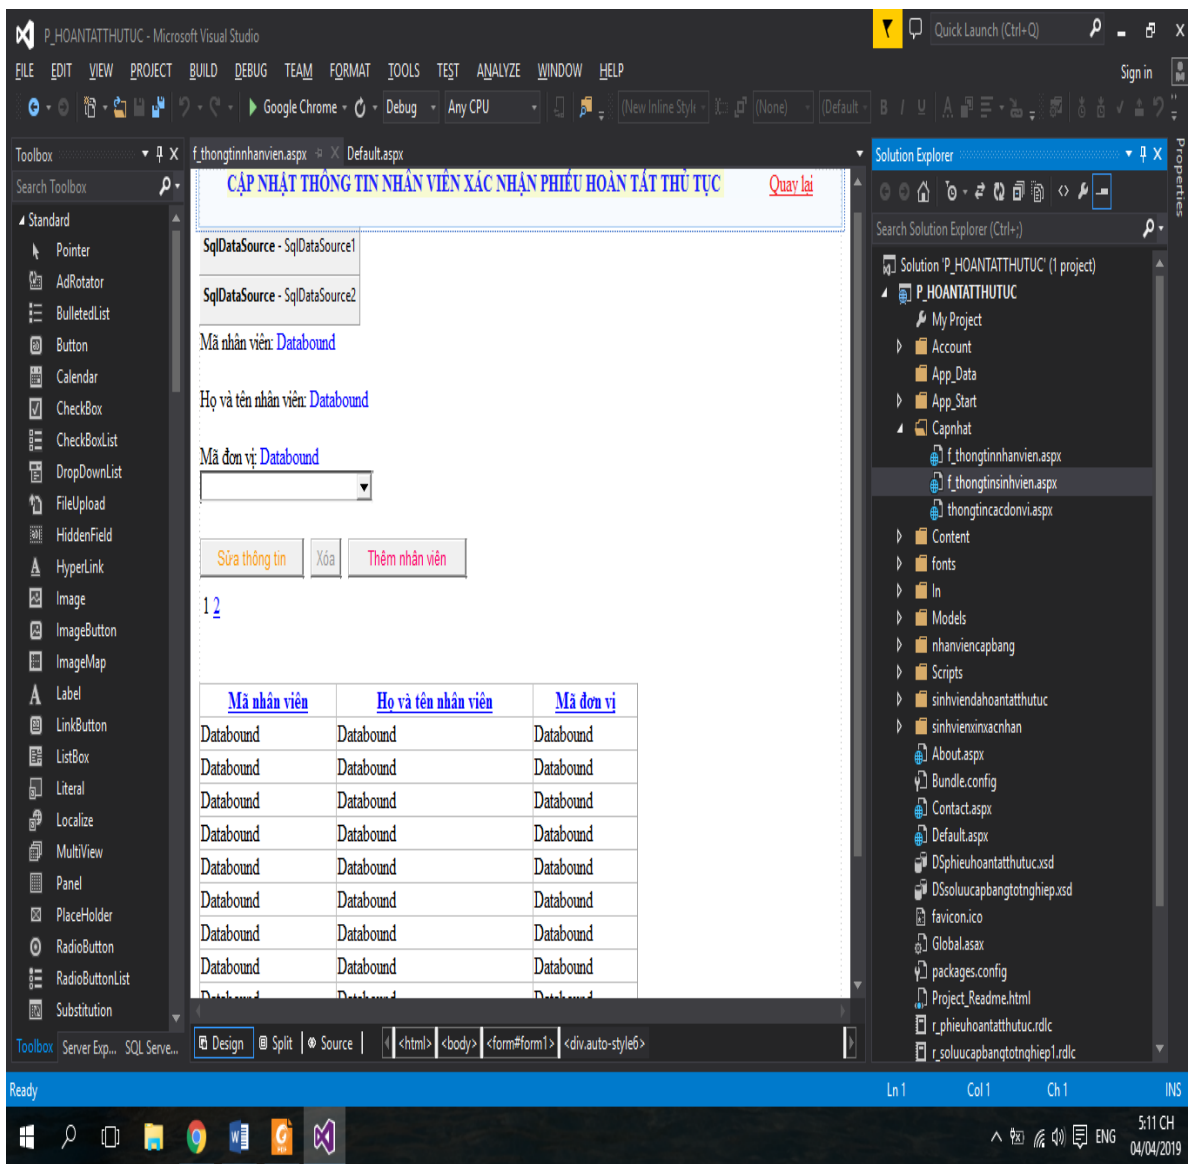 P_HOANTATTHUTUC - Microsoft Visual Studio
Quick Launch (Ctrl+Q)
FILE EDIT VIEW PROJECT BUILD DEBUG TEAM FORMAT TOOLS TEST ANALYZE WINDOW HELP
Sign in
Google Chrome Debug Any CPU (New Inline Style (None) (Default
Toolbox
f_thongtinnhanvien.aspx Default.aspx
Solution Explorer
Properties
Search Toolbox
Standard
Pointer
AdRotator
BulletedList
Button
Calendar
CheckBox
CheckBoxList
DropDownList
FileUpload
HiddenField
HyperLink
Image
ImageButton
ImageMap
Label
LinkButton
ListBox
Literal
Localize
MultiView
Panel
PlaceHolder
RadioButton
RadioButtonList
Substitution
Toolbox Server Exp... SQL Serve...
CẬP NHẬT THÔNG TIN NHÂN VIÊN XÁC NHẬN PHIẾU HOÀN TẤT THỦ TỤC Quay lại
SqlDataSource - SqlDataSource1
SqlDataSource - SqlDataSource2
Mã nhân viên: Databound
Họ và tên nhân viên: Databound
Mã đơn vị: Databound
Sửa thông tin Xóa Thêm nhân viên
1 2
Mã nhân viên Họ và tên nhân viên Mã đơn vị
Databound Databound Databound
Databound Databound Databound
Databound Databound Databound
Databound Databound Databound
Databound Databound Databound
Databound Databound Databound
Databound Databound Databound
Databound Databound Databound
Databound Databound Databound
Design Split Source <html> <body> <form#form1> <div.auto-style6>
Search Solution Explorer (Ctrl+;)
Solution 'P_HOANTATTHUTUC' (1 project)
P_HOANTATTHUTUC
My Project
Account
App_Data
App_Start
Capnhat
f_thongtinnhanvien.aspx
f_thongtinsinhvien.aspx
thongtincacdonvi.aspx
Content
fonts
In
Models
nhanviencapbang
Scripts
sinhviendahoantatthutuc
sinhvienxinxacnhan
About.aspx
Bundle.config
Contact.aspx
Default.aspx
DSphieuhoantatthutuc.xsd
DSsoluucapbangtotnghiep.xsd
favicon.ico
Global.asax
packages.config
Project_Readme.html
r_phieuhoantatthutuc.rdlc
r_soluucapbangtotnghiep1.rdlc
Ready Ln 1 Col 1 Ch 1 INS
ENG
5:11 CH
04/04/2019